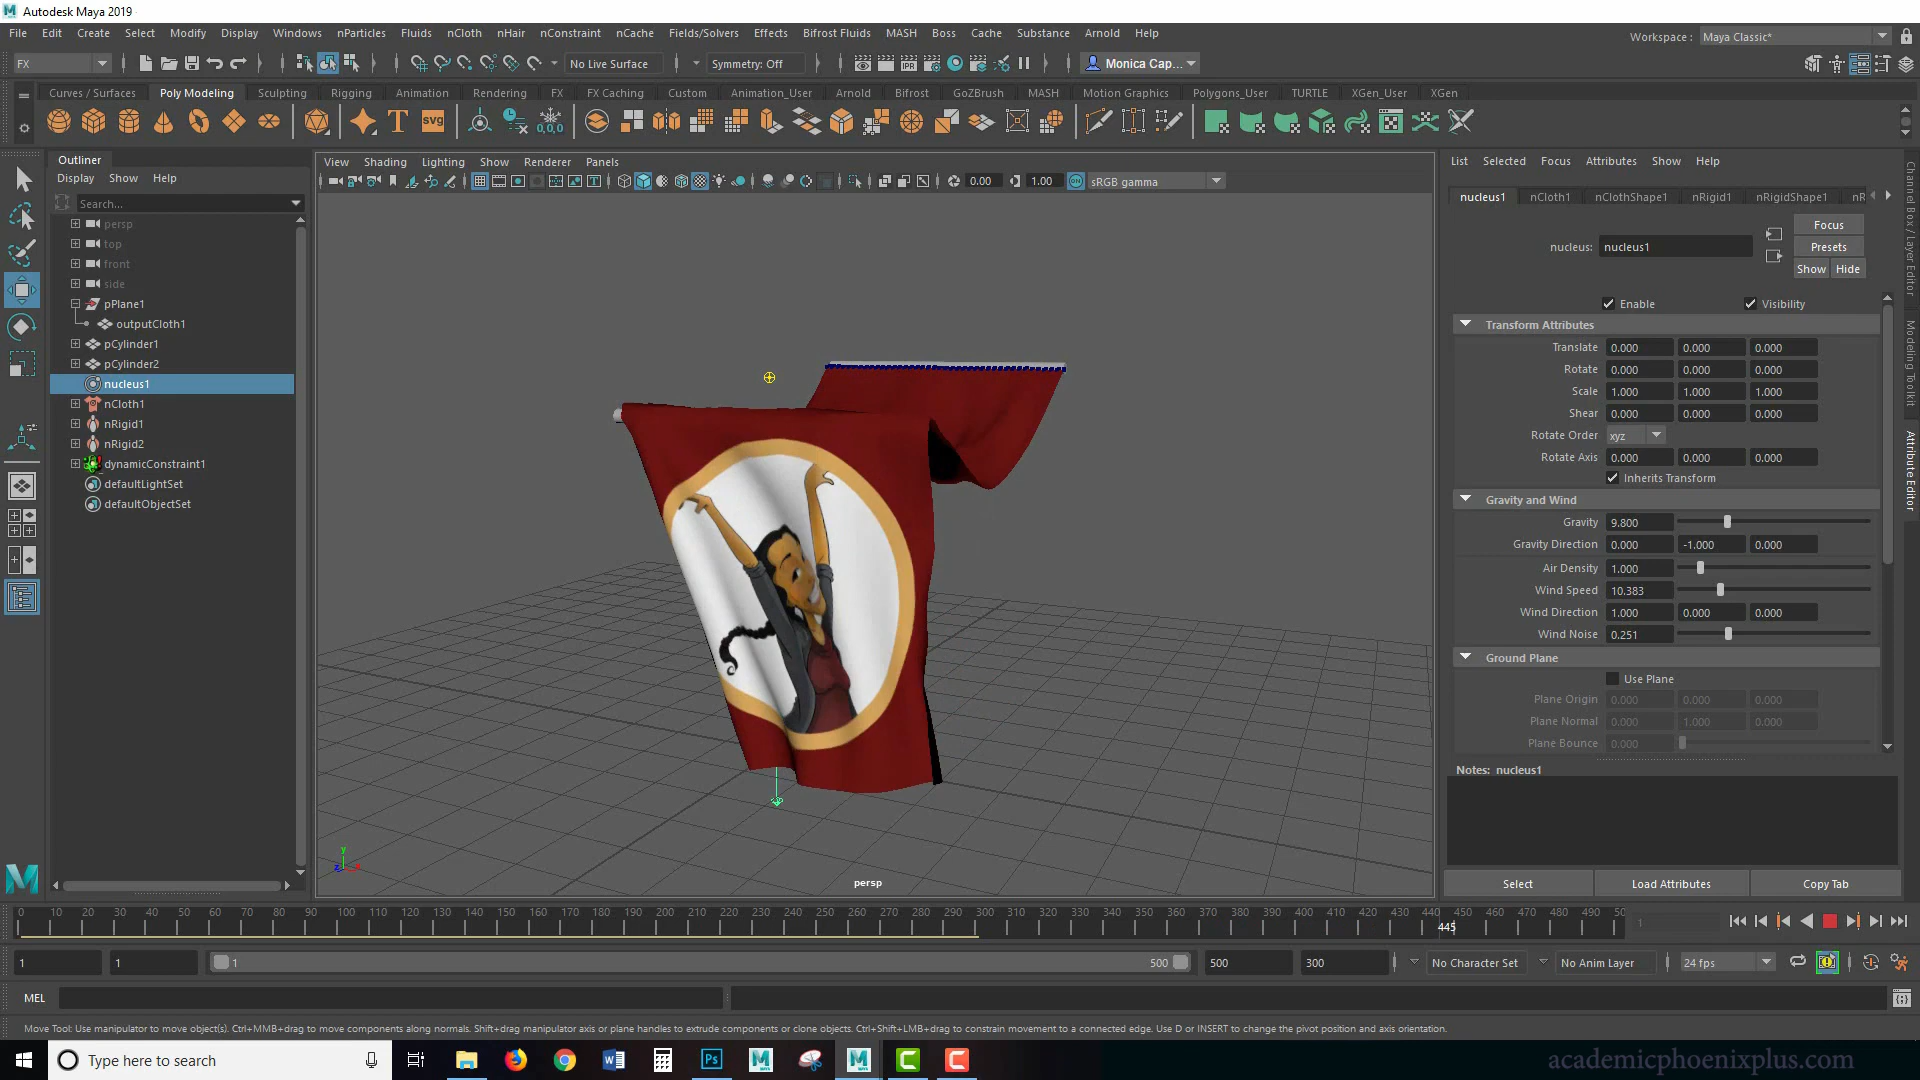 Autodesk Maya 2019
File Edit Create Select Modify Display Windows nParticles Fluids nCloth nHair nConstraint nCache Fields/Solvers Effects Bifrost Fluids MASH Boss Cache Substance Arnold Help
Workspace : Maya Classic*
FX No Live Surface Symmetry: Off Monica Cap...
Curves / Surfaces Poly Modeling Sculpting Rigging Animation Rendering FX FX Caching Custom Animation_User Arnold Bifrost GoZBrush MASH Motion Graphics Polygons_User TURTLE XGen_User XGen
T svg 0,0,0
Outliner
Display Show Help
Search...
persp
top
front
side
pPlane1
outputCloth1
pCylinder1
pCylinder2
nucleus1
nCloth1
nRigid1
nRigid2
dynamicConstraint1
defaultLightSet
defaultObjectSet
View Shading Lighting Show Renderer Panels
0.00 1.00 ON sRGB gamma
persp
y
List Selected Focus Attributes Show Help
nucleus1 nCloth1 nClothShape1 nRigid1 nRigidShape1 nR
Focus
nucleus: nucleus1 Presets
Show Hide
Enable Visibility
Transform Attributes
Translate 0.000 0.000 0.000
Rotate 0.000 0.000 0.000
Scale 1.000 1.000 1.000
Shear 0.000 0.000 0.000
Rotate Order xyz
Rotate Axis 0.000 0.000 0.000
Inherits Transform
Gravity and Wind
Gravity 9.800
Gravity Direction 0.000 -1.000 0.000
Air Density 1.000
Wind Speed 10.383
Wind Direction 1.000 0.000 0.000
Wind Noise 0.251
Ground Plane
Use Plane
Plane Origin 0.000 0.000 0.000
Plane Normal 0.000 1.000 0.000
Plane Bounce 0.000
Notes: nucleus1
Select Load Attributes Copy Tab
Channel Box / Layer Editor
Modeling Toolkit
Attribute Editor
0 10 20 30 40 50 60 70 80 90 100 110 120 130 140 150 160 170 180 190 200 210 220 230 240 250 260 270 280 290 300 310 320 330 340 350 360 370 380 390 400 410 420 430 440 450 460 470 480 490 50
445
1
1 1 1 500 500 300 No Character Set No Anim Layer 24 fps
MEL
Move Tool: Use manipulator to move object(s). Ctrl+MMB+drag to move components along normals. Shift+drag manipulator axis or plane handles to extrude components or clone objects. Ctrl+Shift+LMB+drag to constrain movement to a connected edge. Use D or INSERT to change the pivot position and axis orientation.
Type here to search
academicphoenixplus.com